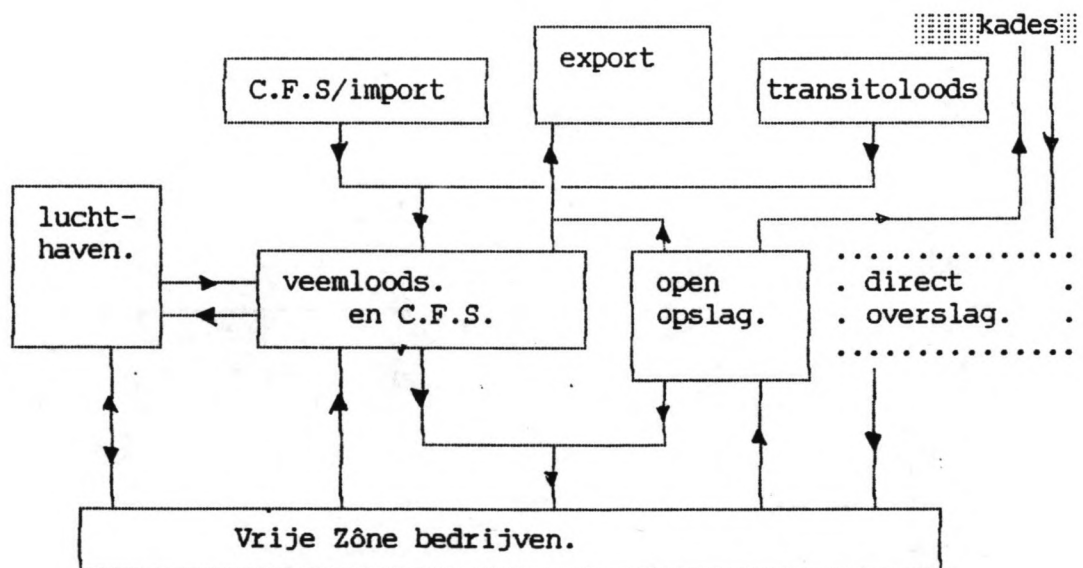 kades
export
C.F.S/import
transitoloods
lucht-
haven.
veemloods.
en C.F.S.
open
opslag.
direct
overslag.
Vrije Zône bedrijven.